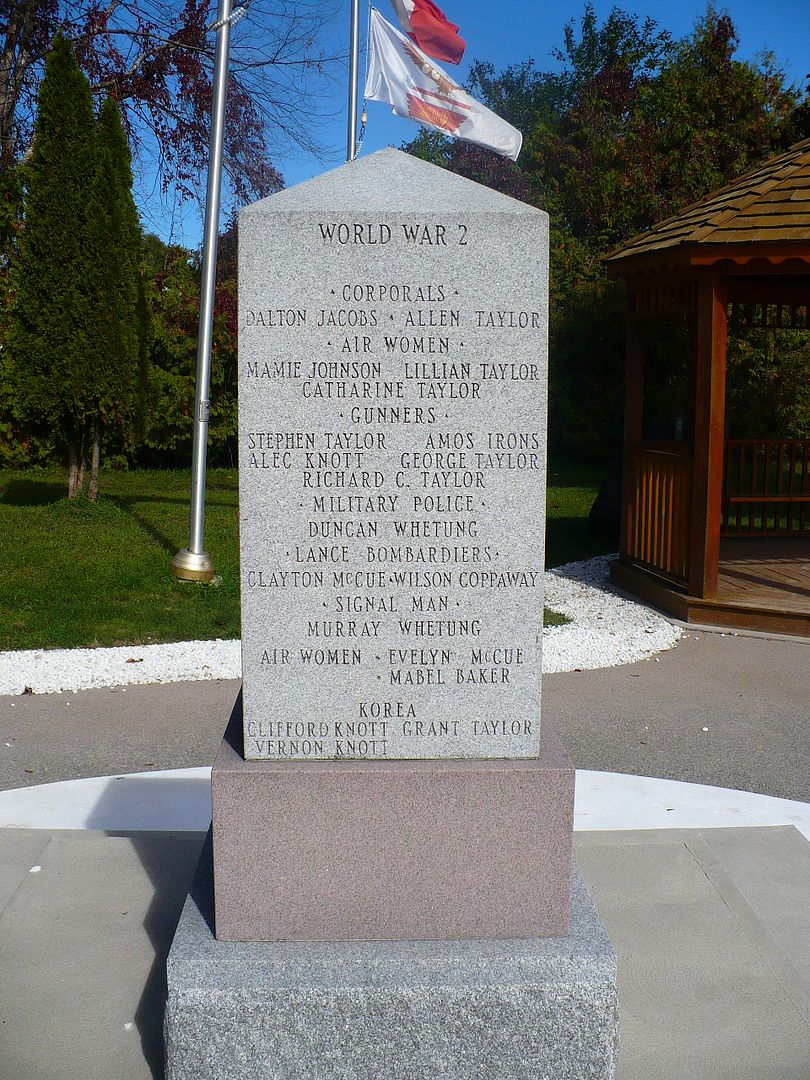 WORLD WAR 2
· CORPORALS ·
DALTON JACOBS · ALLEN TAYLOR
· AIR WOMEN ·
MAMIE JOHNSON LILLIAN TAYLOR
CATHARINE TAYLOR
· GUNNERS ·
STEPHEN TAYLOR AMOS IRONS
ALEC KNOTT GEORGE TAYLOR
RICHARD C. TAYLOR
· MILITARY POLICE ·
DUNCAN WHETUNG
· LANCE BOMBARDIERS ·
CLAYTON McCUE · WILSON COPPAWAY
· SIGNAL MAN ·
MURRAY WHETUNG
AIR WOMEN · EVELYN McCUE
· MABEL BAKER
KOREA
CLIFFORD KNOTT GRANT TAYLOR
VERNON KNOTT